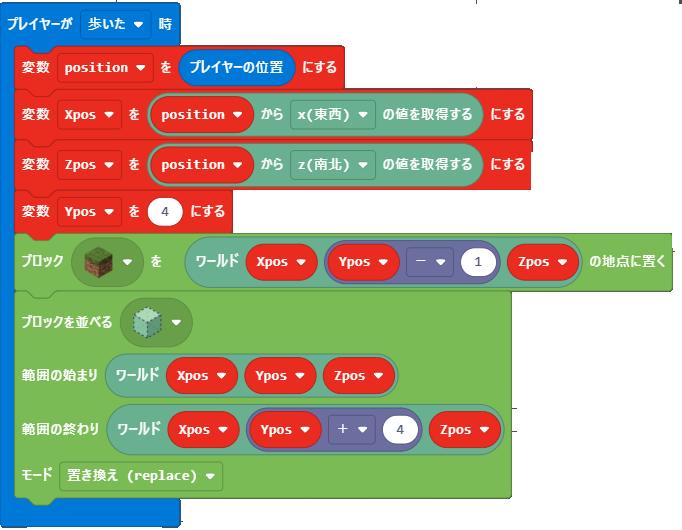 プレイヤーが 歩いた 時
変数 position を プレイヤーの位置 にする
変数 Xpos を position から x(東西) の値を取得する にする
変数 Zpos を position から z(南北) の値を取得する にする
変数 Ypos を 4 にする
ブロック を ワールド Xpos Ypos - 1 Zpos の地点に置く
ブロックを並べる
範囲の始まり ワールド Xpos Ypos Zpos
範囲の終わり ワールド Xpos Ypos + 4 Zpos
モード 置き換え (replace)